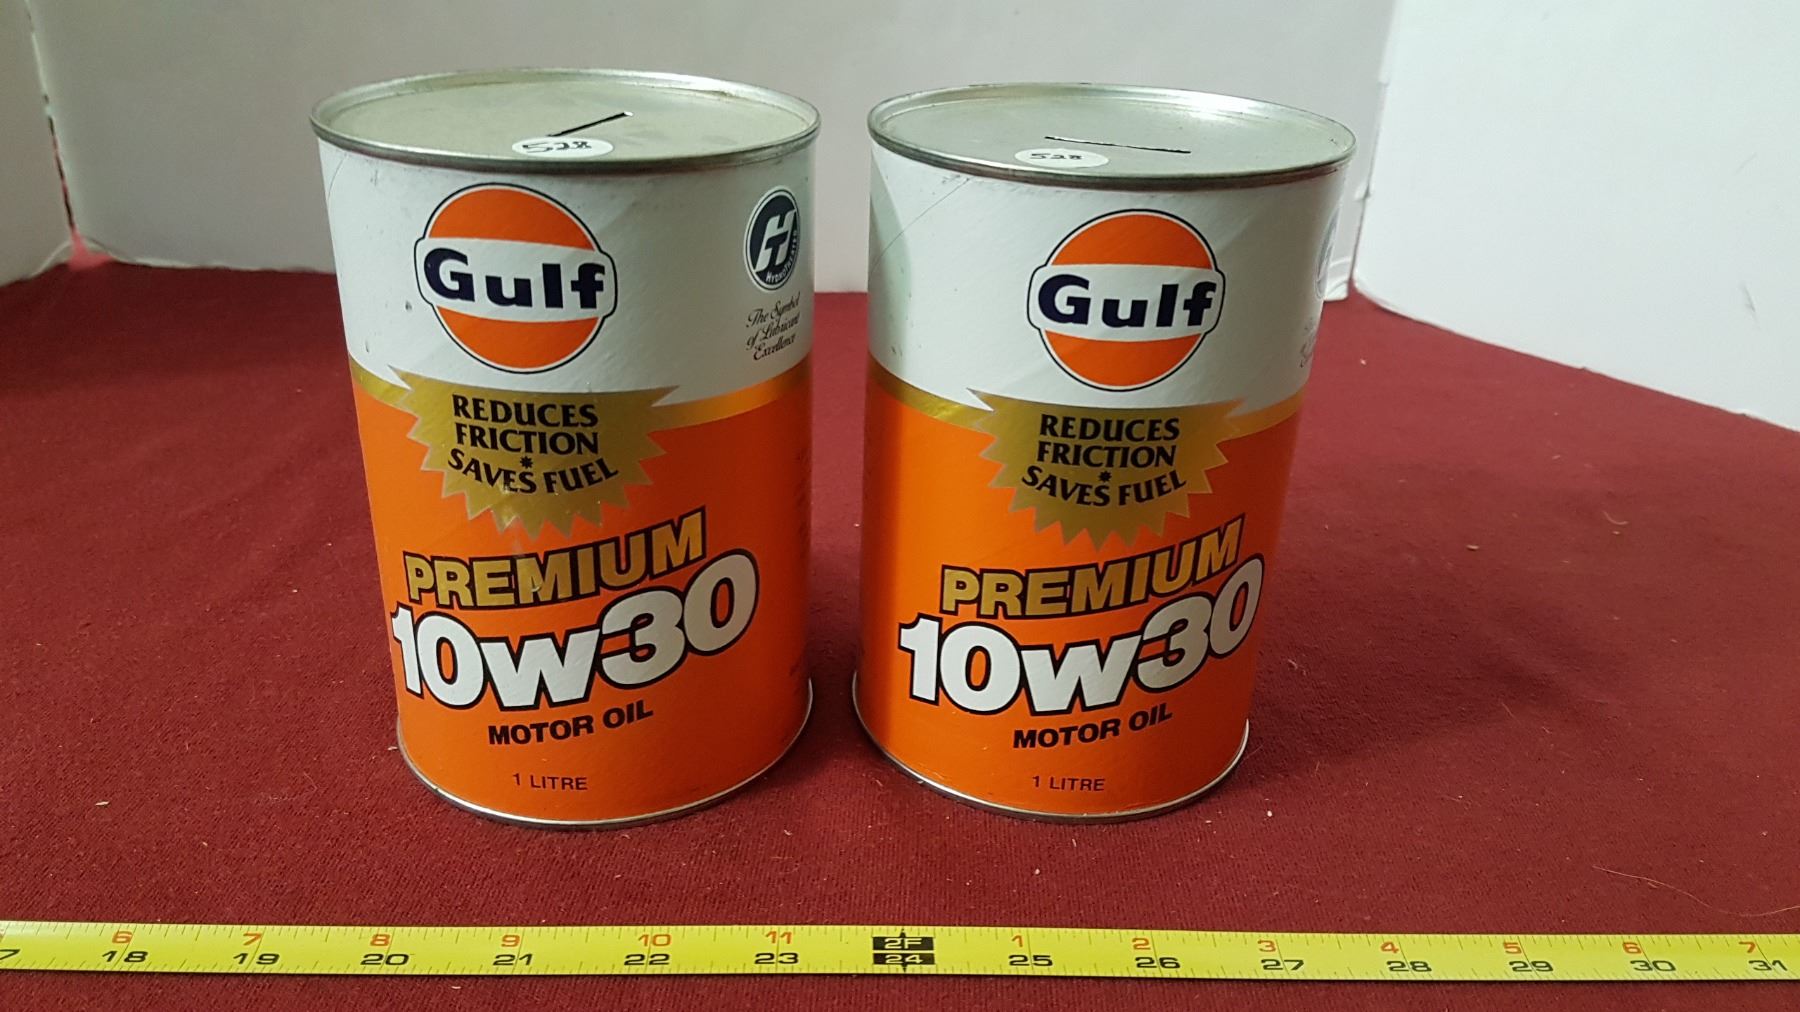 528
Gulf
HT
HYDROTREATED
The Symbol
of Lubricant
Excellence
REDUCES
FRICTION
*
SAVES FUEL
PREMIUM
10W30
MOTOR OIL
1 LITRE
528
Gulf
REDUCES
FRICTION
*
SAVES FUEL
PREMIUM
10W30
MOTOR OIL
1 LITRE
6 7 8 9 10 11 2F 1 2 3 4 5 6 7
17 18 19 20 21 22 23 24 25 26 27 28 29 30 31